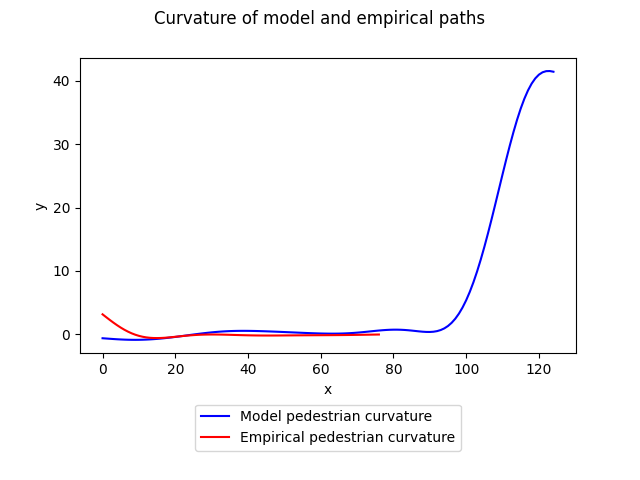 Curvature of model and empirical paths
40
30
20
10
0
y
0 20 40 60 80 100 120
x
Model pedestrian curvature
Empirical pedestrian curvature